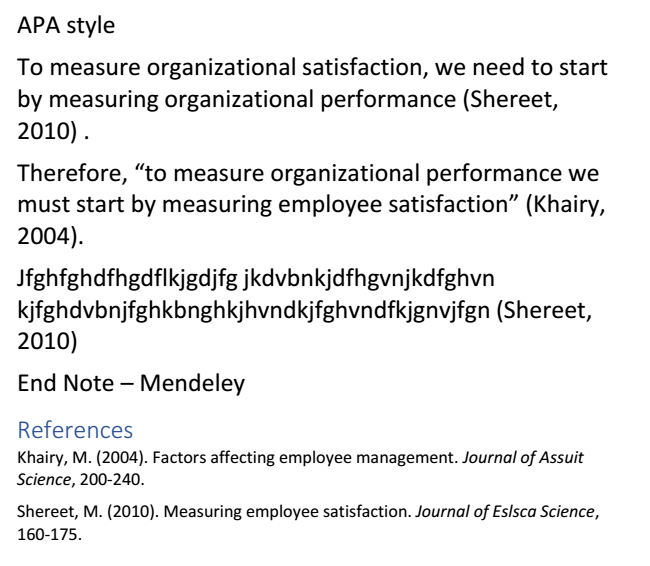 APA style
To measure organizational satisfaction, we need to start
by measuring organizational performance (Shereet,
2010) .
Therefore, “to measure organizational performance we
must start by measuring employee satisfaction” (Khairy,
2004).
Jfghfghdfhgdflkjgdjfg jkdvbnkjdfhgvnjkdfghvn
kjfghdvbnjfghkbnghkjhvndkjfghvndfkjgnvjfgn (Shereet,
2010)
End Note – Mendeley
References
Khairy, M. (2004). Factors affecting employee management. Journal of Assuit
Science, 200-240.
Shereet, M. (2010). Measuring employee satisfaction. Journal of Eslsca Science,
160-175.